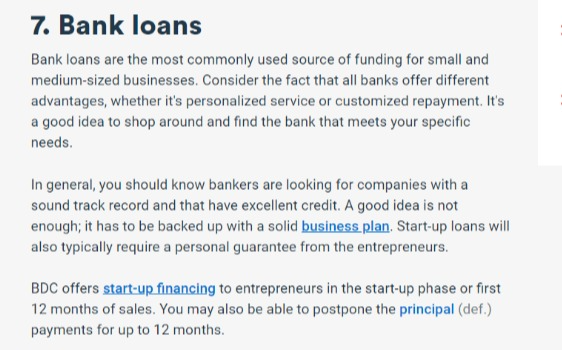 7. Bank loans
Bank loans are the most commonly used source of funding for small and
medium-sized businesses. Consider the fact that all banks offer different
advantages, whether it's personalized service or customized repayment. It's
a good idea to shop around and find the bank that meets your specific
needs.
In general, you should know bankers are looking for companies with a
sound track record and that have excellent credit. A good idea is not
enough; it has to be backed up with a solid business plan. Start-up loans will
also typically require a personal guarantee from the entrepreneurs.
BDC offers start-up financing to entrepreneurs in the start-up phase or first
12 months of sales. You may also be able to postpone the principal (def.)
payments for up to 12 months.